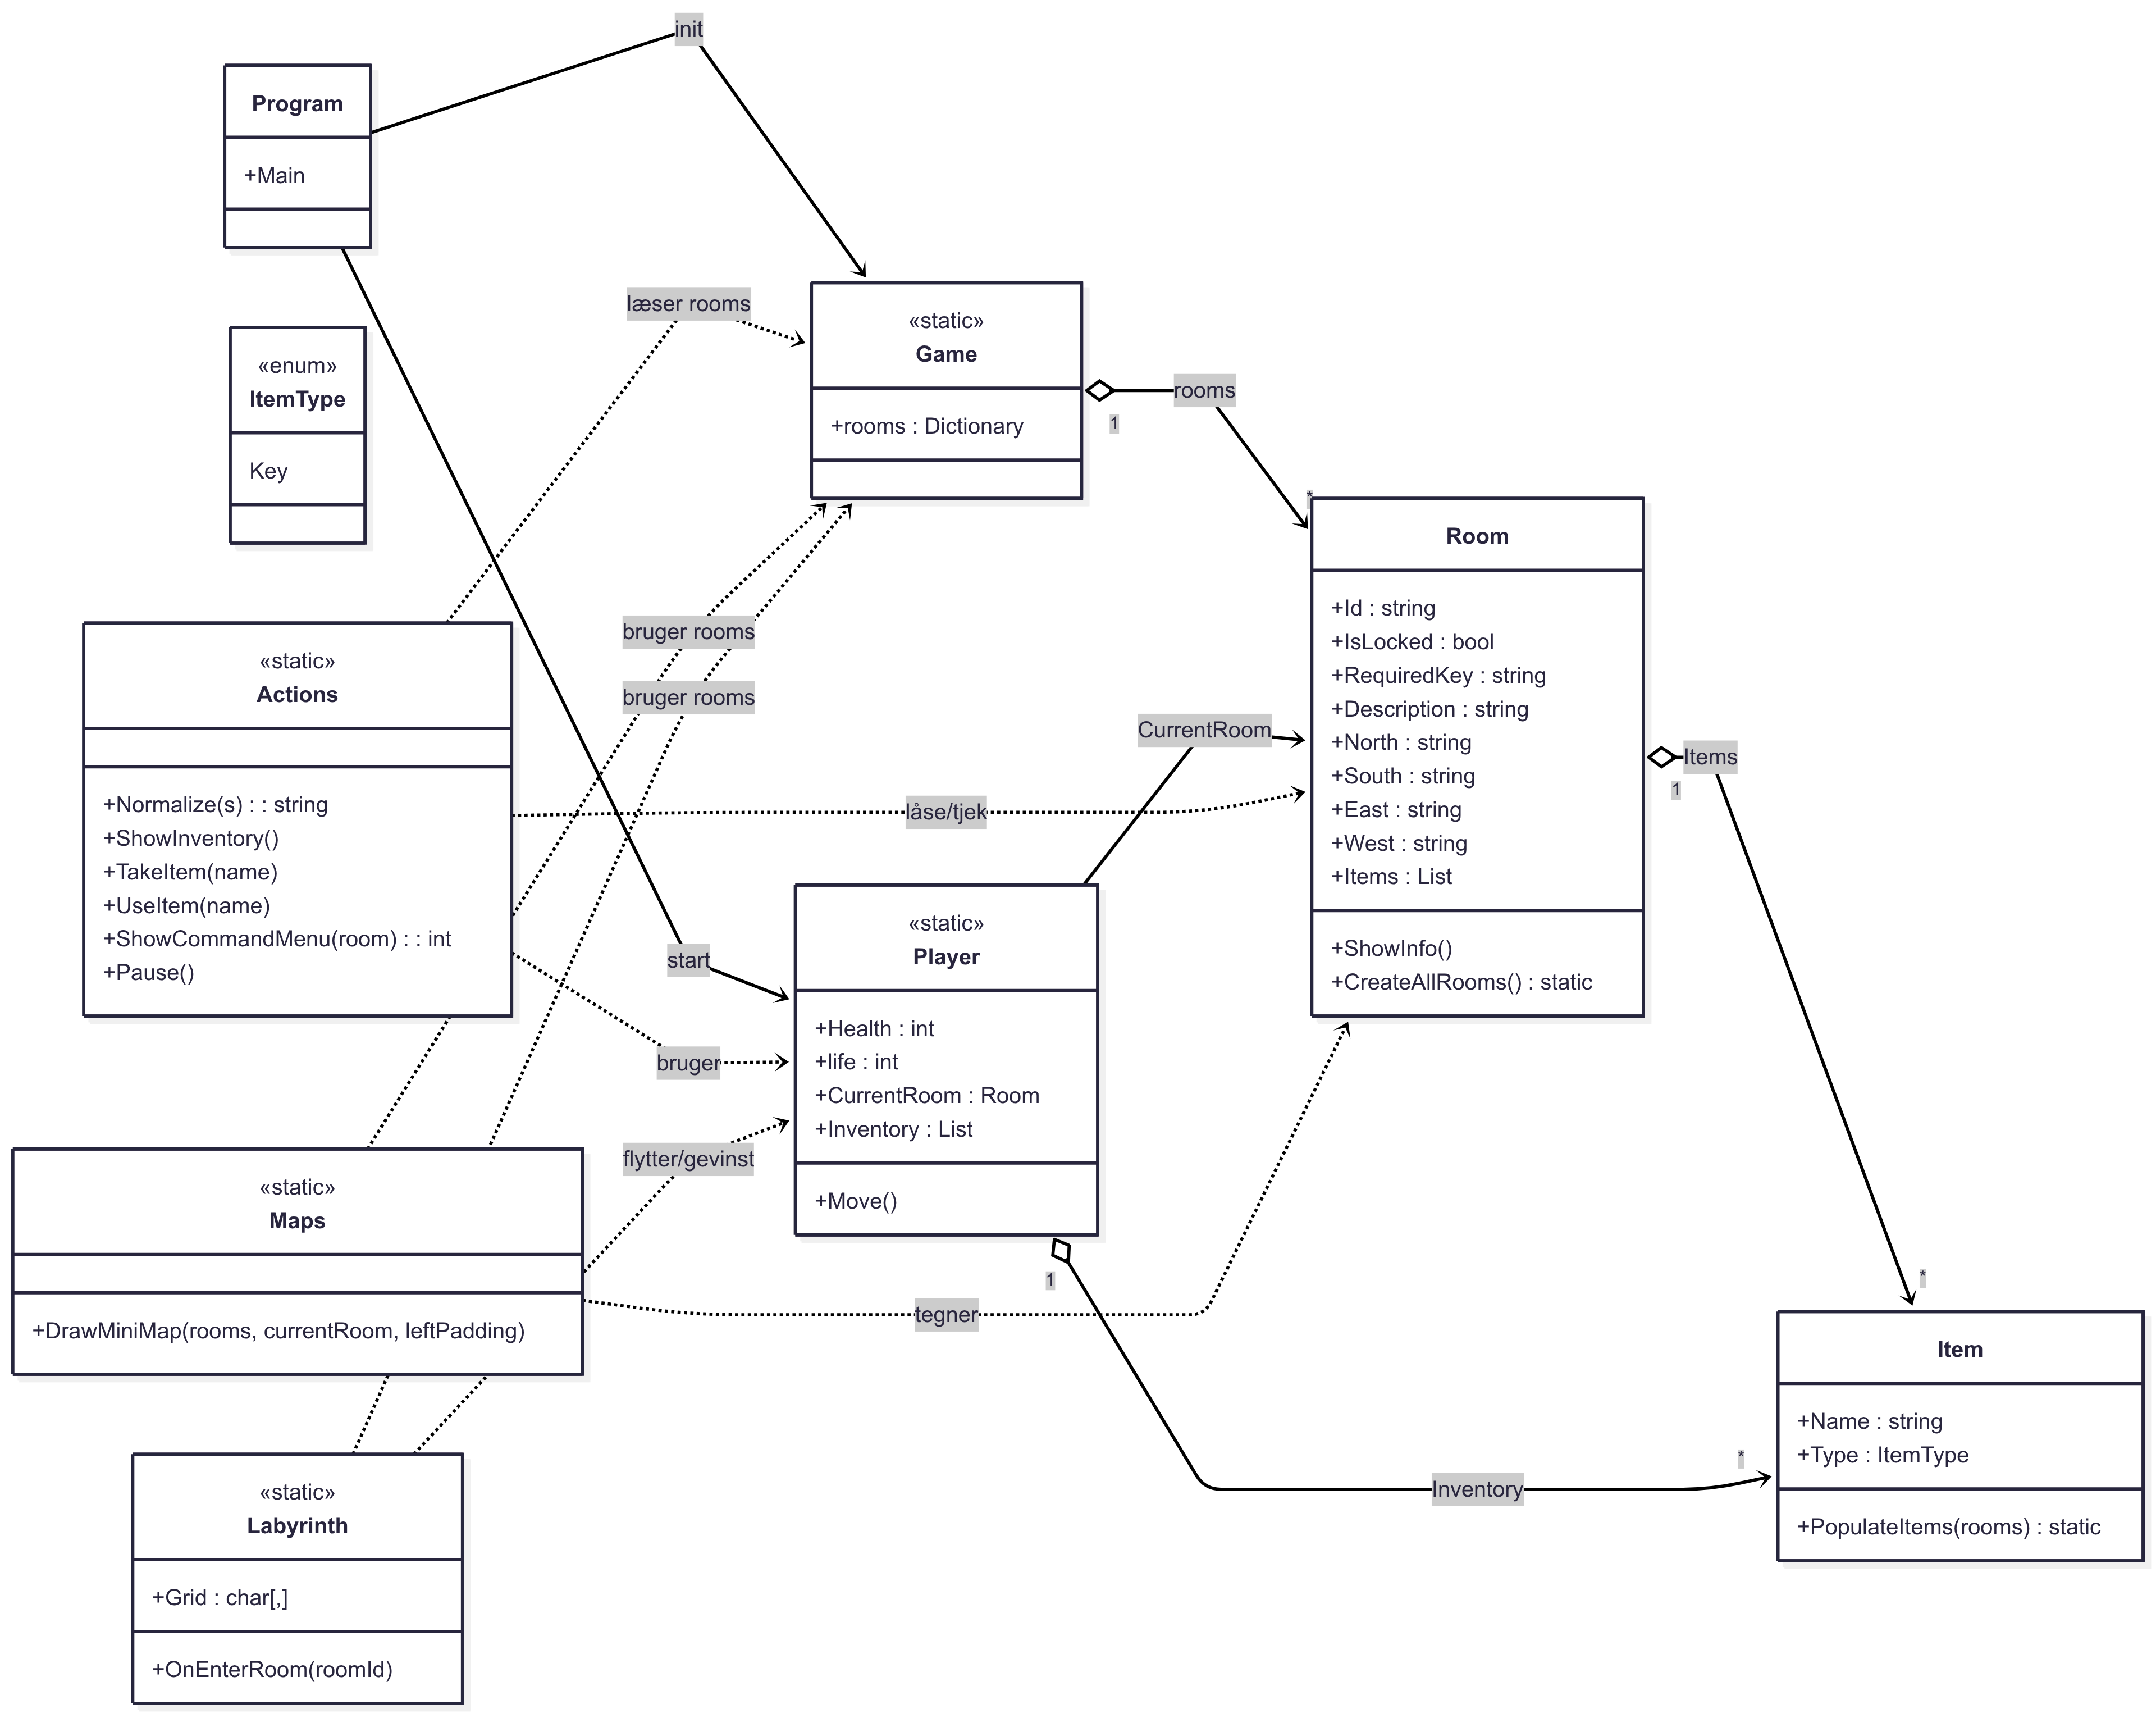 init
Program
+Main
«enum»
ItemType
Key
læser rooms
«static»
Game
+rooms : Dictionary
rooms
1
*
Room
+Id : string
+IsLocked : bool
+RequiredKey : string
+Description : string
+North : string
+South : string
+East : string
+West : string
+Items : List
+ShowInfo()
+CreateAllRooms() : static
bruger rooms
bruger rooms
«static»
Actions
+Normalize(s) : : string
+ShowInventory()
+TakeItem(name)
+UseItem(name)
+ShowCommandMenu(room) : : int
+Pause()
CurrentRoom
Items
1
låse/tjek
start
«static»
Player
+Health : int
+life : int
+CurrentRoom : Room
+Inventory : List
+Move()
bruger
flytter/gevinst
«static»
Maps
+DrawMiniMap(rooms, currentRoom, leftPadding)
1
tegner
*
Item
+Name : string
+Type : ItemType
+PopulateItems(rooms) : static
*
Inventory
«static»
Labyrinth
+Grid : char[,]
+OnEnterRoom(roomId)